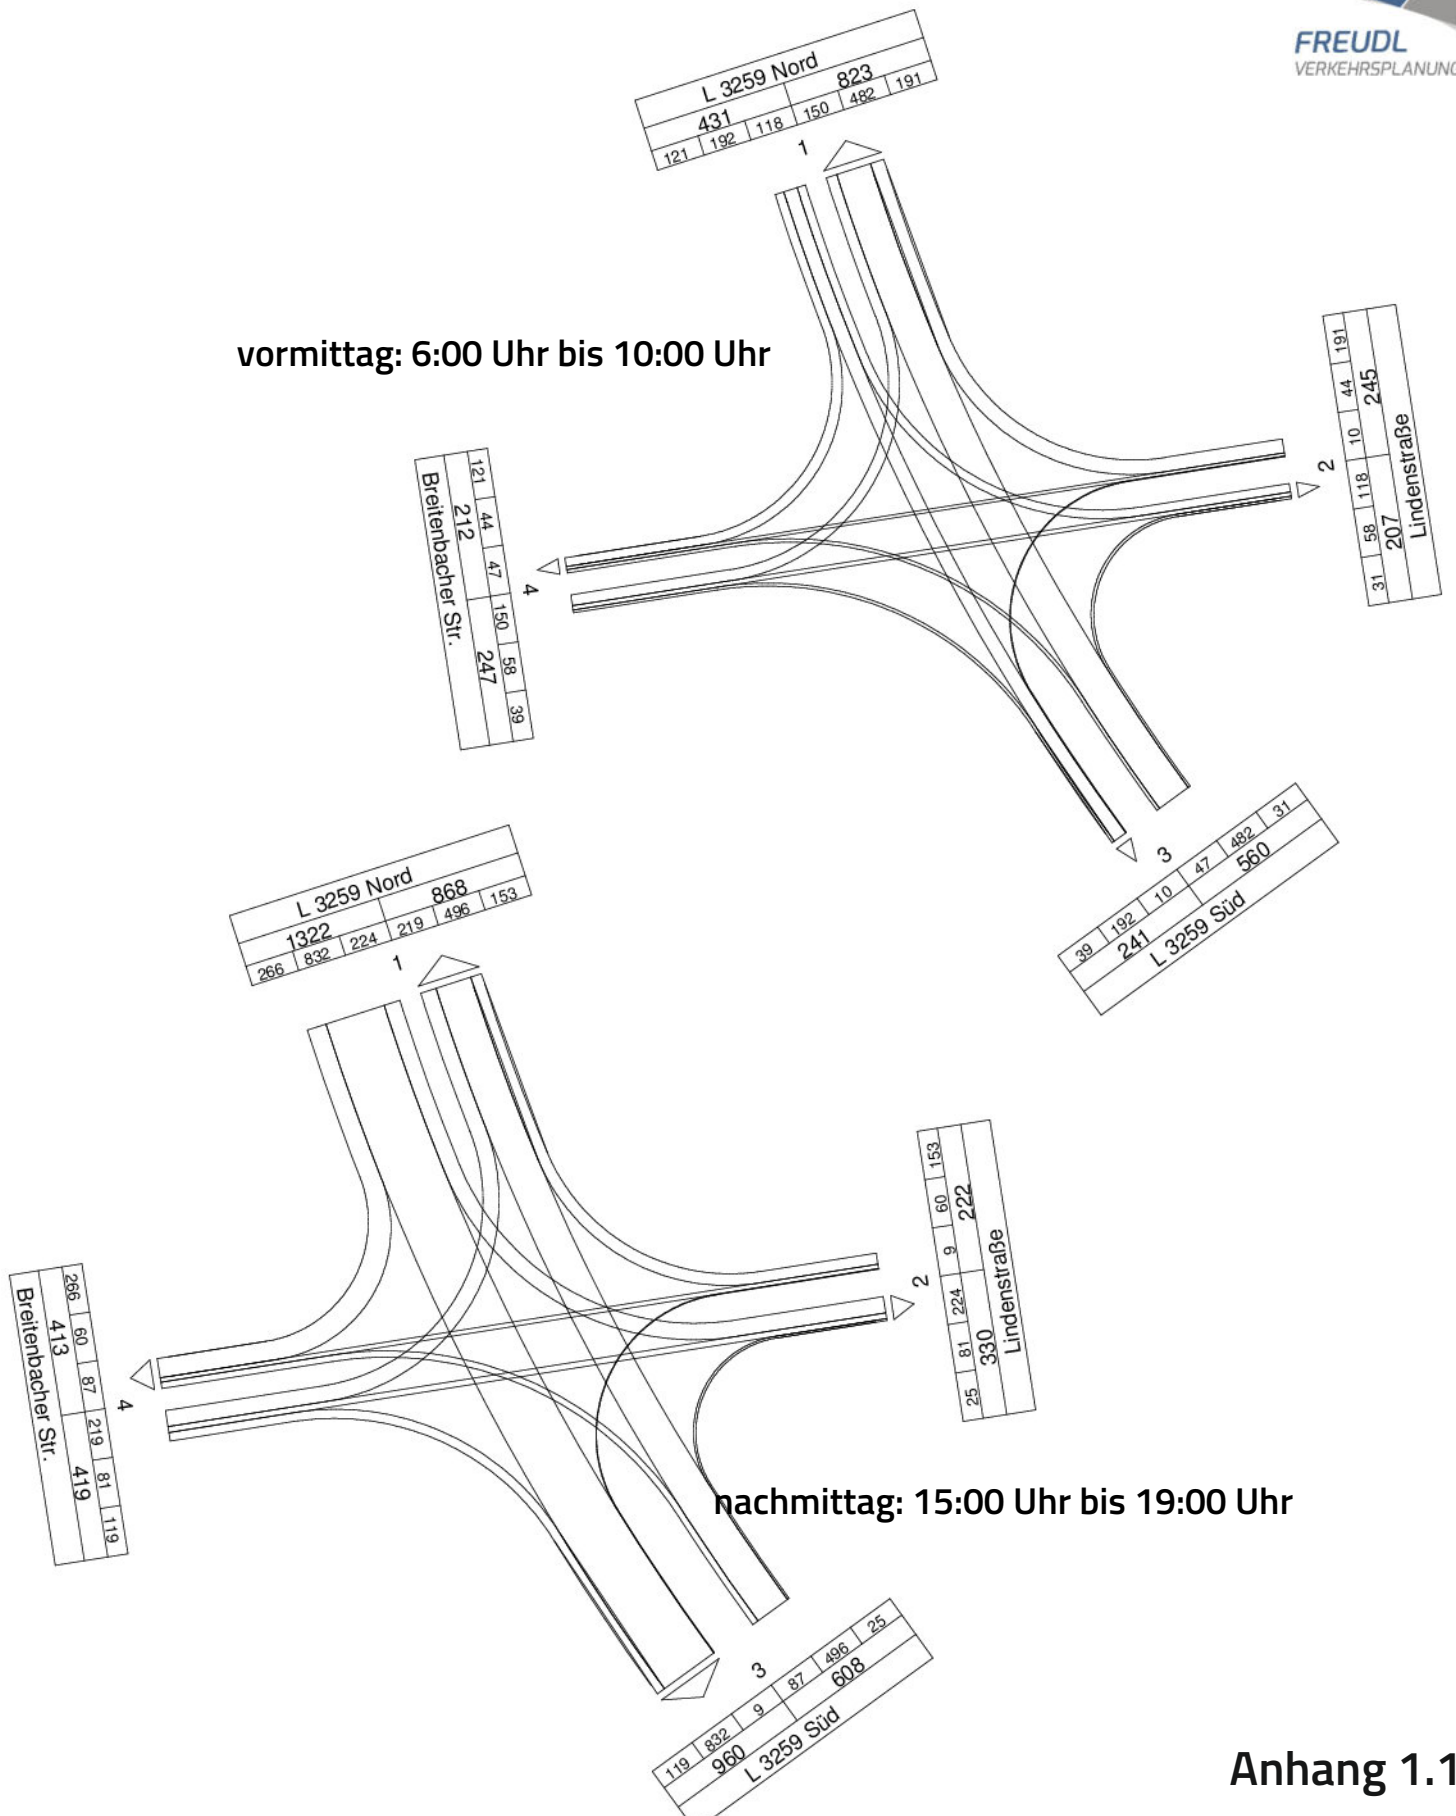 FREUDL
VERKEHRSPLANUNG
L 3259 Nord
431 823
121 192 118 150 482 191
1
vormittag: 6:00 Uhr bis 10:00 Uhr
191 44 10 118 58 31
245 207
Lindenstraße
2
121 44 47 150 58 39
212 247
Breitenbacher Str.
4
3
39 192 10 47 482 31
241 560
L 3259 Süd
L 3259 Nord
1322 868
266 832 224 219 496 153
1
153 60 9 224 81 25
222 330
Lindenstraße
2
266 60 87 219 81 119
413 419
Breitenbacher Str.
4
nachmittag: 15:00 Uhr bis 19:00 Uhr
3
119 832 9 87 496 25
960 608
L 3259 Süd
Anhang 1.1